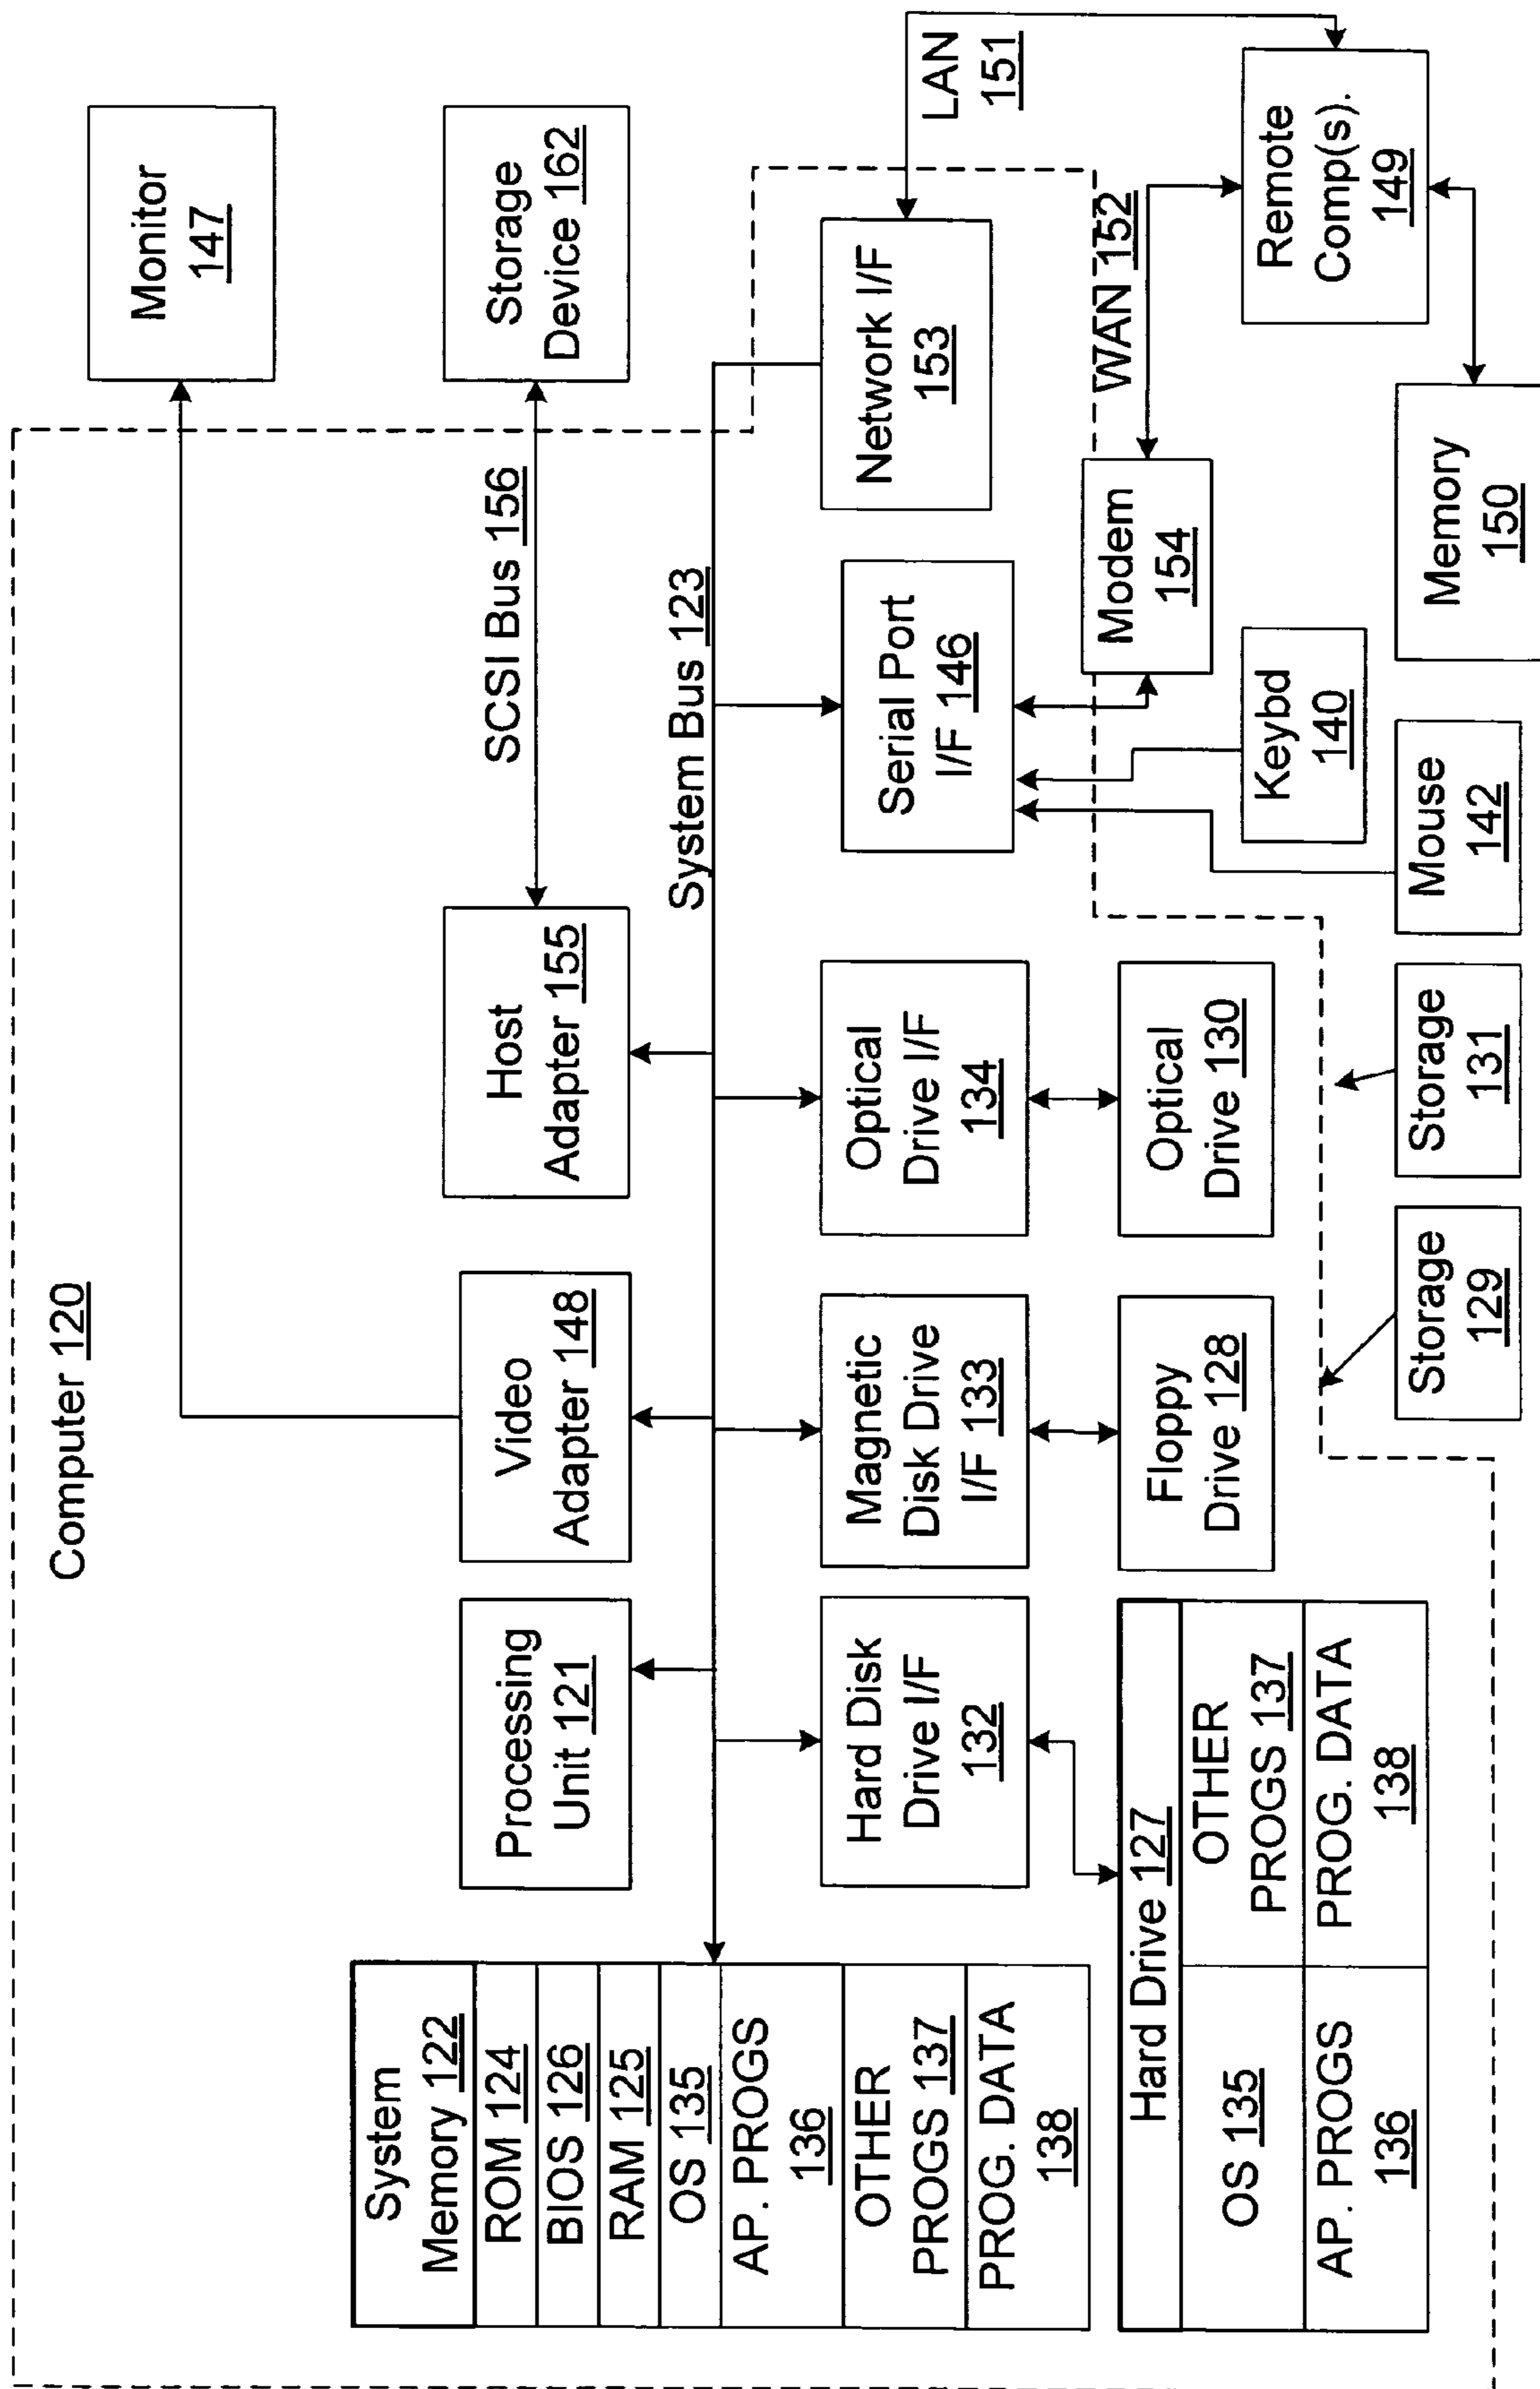 Computer 120
Monitor
147
System
Memory 122
ROM 124
BIOS 126
RAM 125
OS 135
AP. PROGS
136
OTHER
PROGS 137
PROG. DATA
138
Processing
Unit 121
Video
Adapter 148
Host
Adapter 155
SCSI Bus 156
Storage
Device 162
System Bus 123
Hard Disk
Drive I/F
132
Magnetic
Disk Drive
I/F 133
Optical
Drive I/F
134
Serial Port
I/F 146
Network I/F
153
LAN
151
Hard Drive 127
OS 135
OTHER
PROGS 137
AP. PROGS
136
PROG. DATA
138
Floppy
Drive 128
Optical
Drive 130
Modem
154
WAN 152
Keybd
140
Remote
Comp(s).
149
Storage
129
Storage
131
Mouse
142
Memory
150